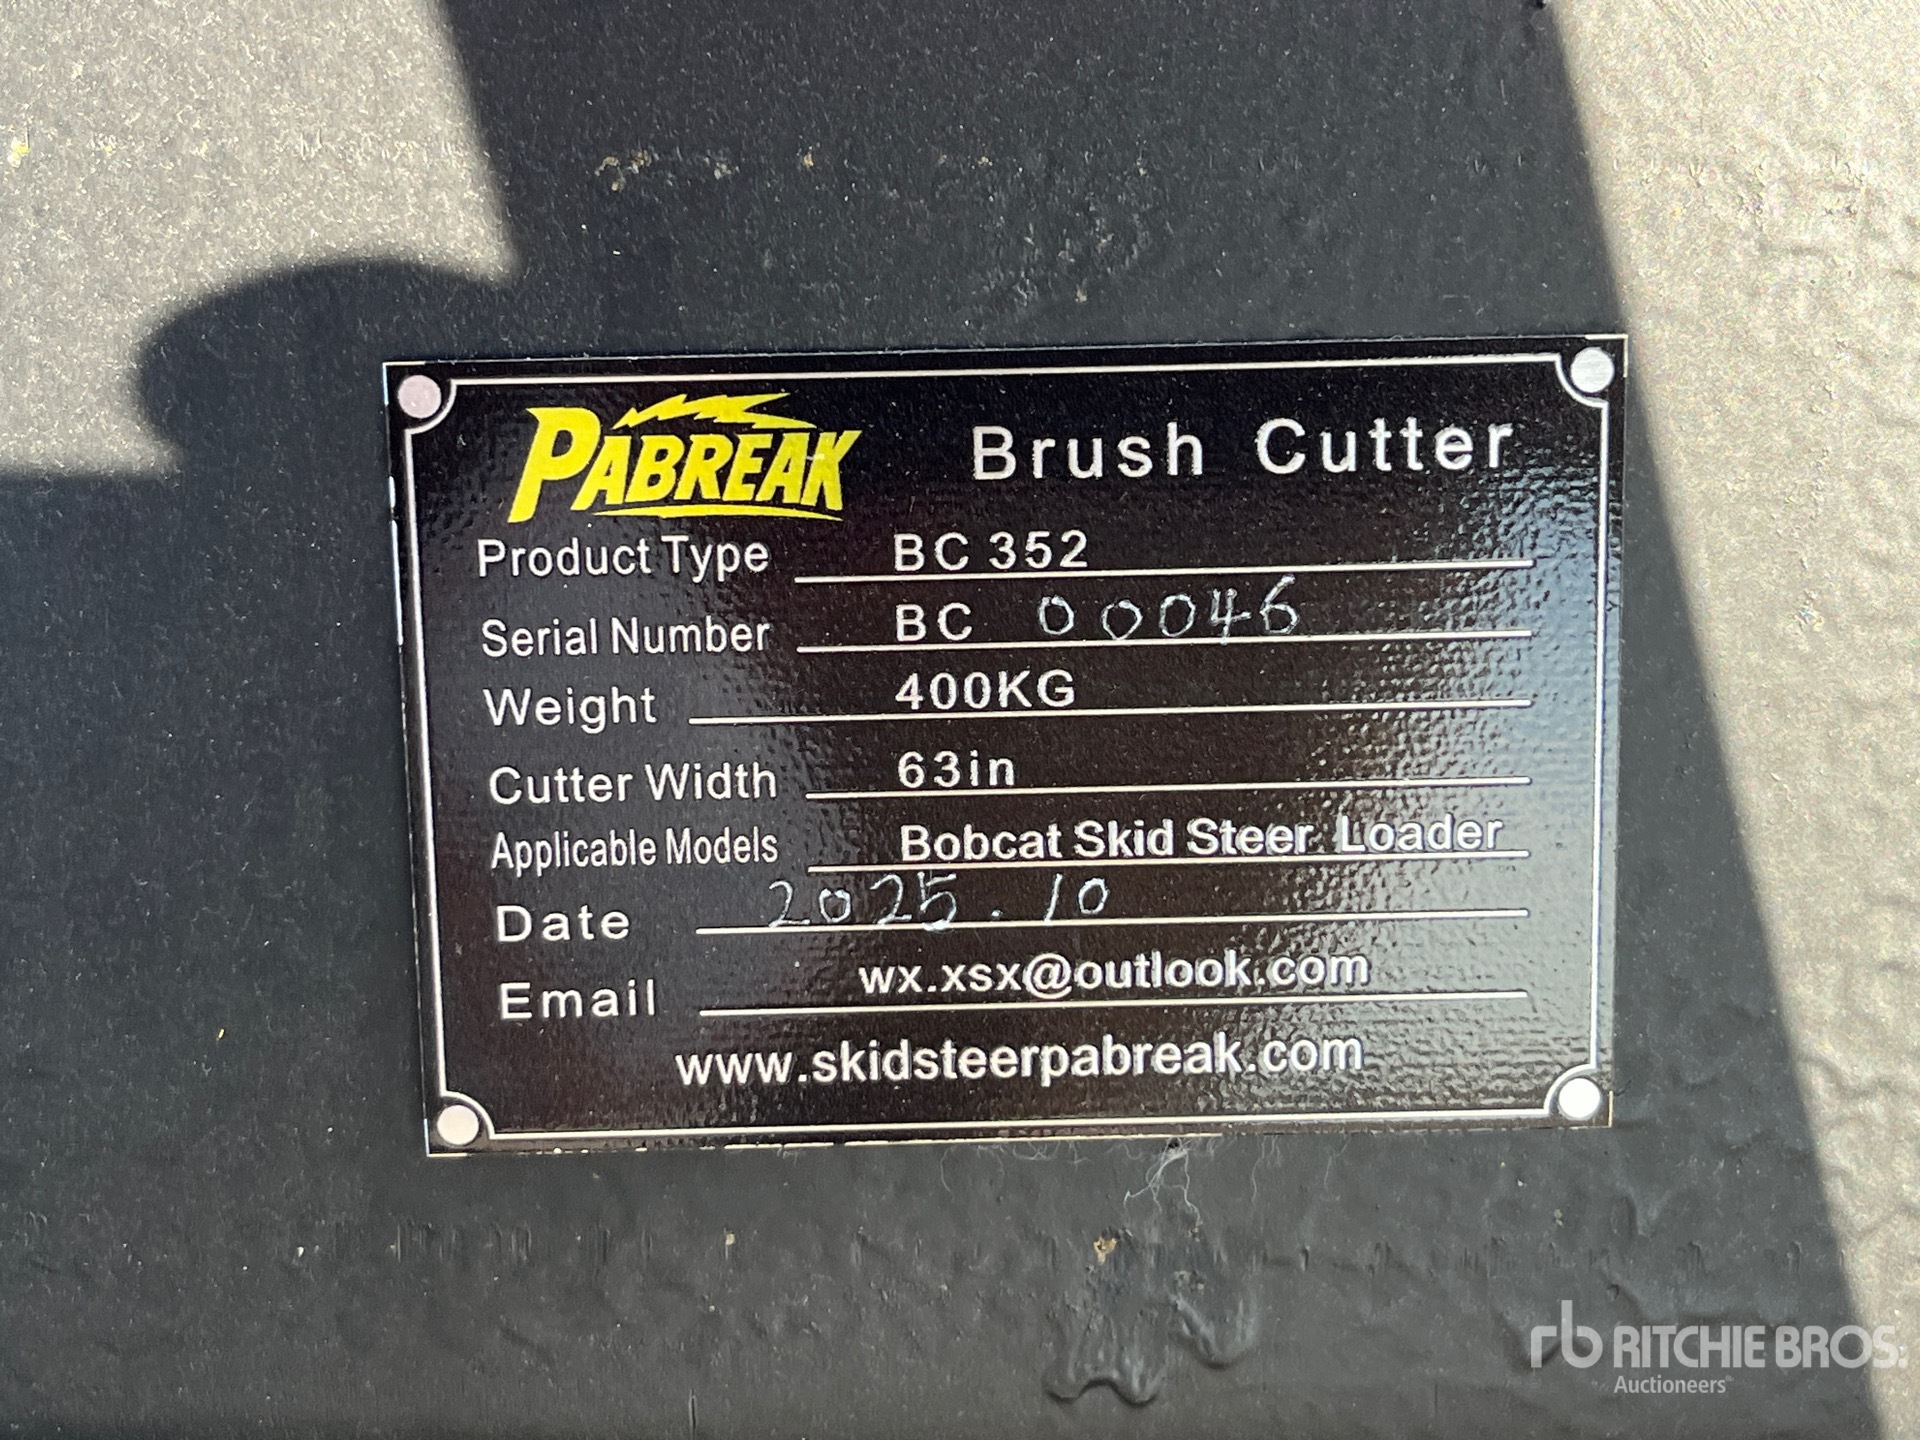 PABREAK Brush Cutter
Product Type BC 352
Serial Number BC 00046
Weight 400KG
Cutter Width 63in
Applicable Models Bobcat Skid Steer Loader
Date 2025.10
Email wx.xsx@outlook.com
www.skidsteerpabreak.com
rb RITCHIE BROS.
Auctioneers